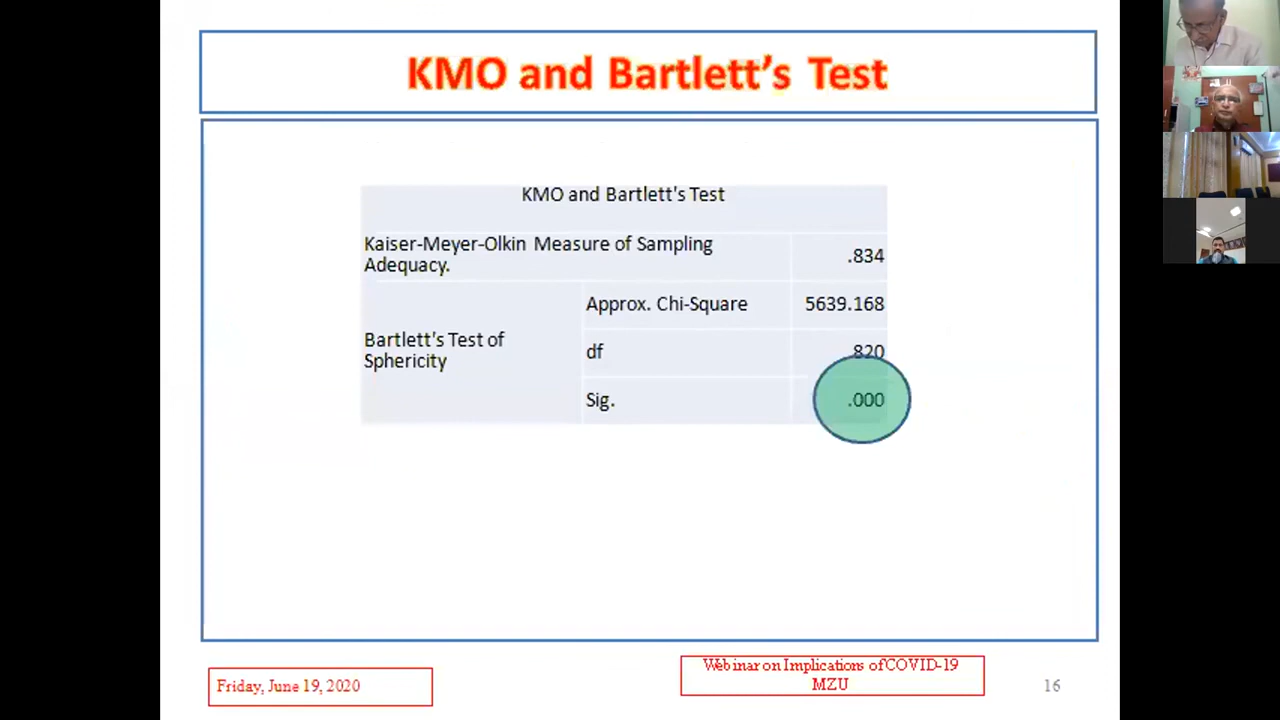 KMO and Bartlett's Test
KMO and Bartlett's Test
Kaiser-Meyer-Olkin Measure of Sampling
Adequacy.
.834
Bartlett's Test of
Sphericity
Approx. Chi-Square
5639.168
df
820
Sig.
.000
Friday, June 19, 2020
Webinar on Implications of COVID-19
MZU
16